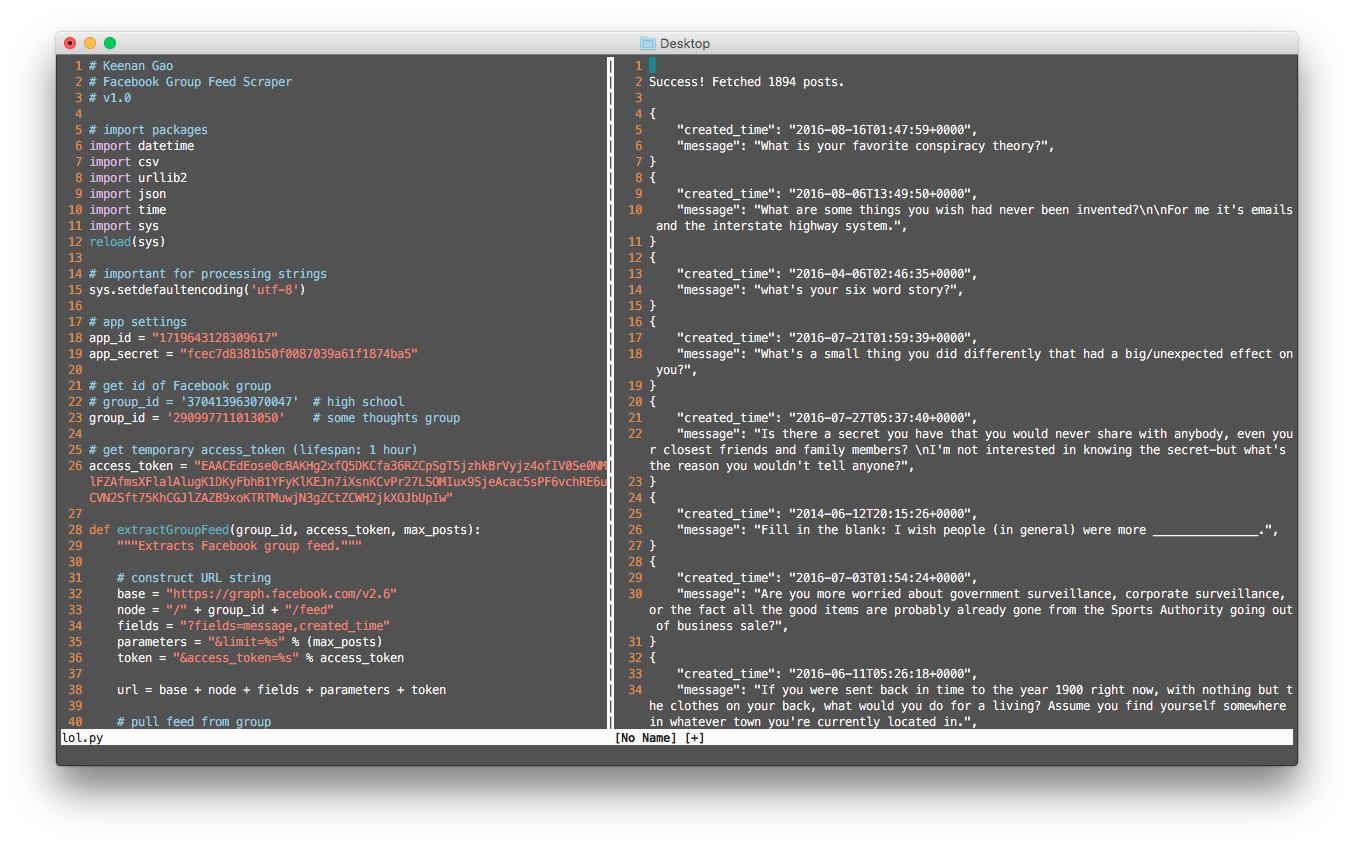 Desktop
1 # Keenan Gao
2 # Facebook Group Feed Scraper
3 # v1.0
4
5 # import packages
6 import datetime
7 import csv
8 import urllib2
9 import json
10 import time
11 import sys
12 reload(sys)
13
14 # important for processing strings
15 sys.setdefaultencoding('utf-8')
16
17 # app settings
18 app_id = "1719643128309617"
19 app_secret = "fcec7d8381b50f0087039a61f1874ba5"
20
21 # get id of Facebook group
22 # group_id = '370413963070047'  # high school
23 group_id = '290997711013050'    # some thoughts group
24
25 # get temporary access_token (lifespan: 1 hour)
26 access_token = "EAACEdEose0cBAKHg2xfQ5DKCfa36RZCpSgT5jzhkBrVyjz4ofIV0Se0NM
lFZAfmsXFlalAlugK1DKyFbhB1YFyKlKEJn7iXsnKCvPr27LSOMIux9SjeAcac5sPF6vchRE6u
CVN2Sft75KhCGJlZAZB9xoKTRTMuwjN3gZCtZCWH2jkXOJbUpIw"
27
28 def extractGroupFeed(group_id, access_token, max_posts):
29     """Extracts Facebook group feed."""
30
31     # construct URL string
32     base = "https://graph.facebook.com/v2.6"
33     node = "/" + group_id + "/feed"
34     fields = "?fields=message,created_time"
35     parameters = "&limit=%s" % (max_posts)
36     token = "&access_token=%s" % access_token
37
38     url = base + node + fields + parameters + token
39
40     # pull feed from group
lol.py
1
2 Success! Fetched 1894 posts.
3
4 {
5     "created_time": "2016-08-16T01:47:59+0000",
6     "message": "What is your favorite conspiracy theory?",
7 }
8 {
9     "created_time": "2016-08-06T13:49:50+0000",
10     "message": "What are some things you wish had never been invented?\n\nFor me it's emails
and the interstate highway system.",
11 }
12 {
13     "created_time": "2016-04-06T02:46:35+0000",
14     "message": "what's your six word story?",
15 }
16 {
17     "created_time": "2016-07-21T01:59:39+0000",
18     "message": "What's a small thing you did differently that had a big/unexpected effect on
you?",
19 }
20 {
21     "created_time": "2016-07-27T05:37:40+0000",
22     "message": "Is there a secret you have that you would never share with anybody, even you
r closest friends and family members? \nI'm not interested in knowing the secret—but what's
the reason you wouldn't tell anyone?",
23 }
24 {
25     "created_time": "2014-06-12T20:15:26+0000",
26     "message": "Fill in the blank: I wish people (in general) were more _______________.",
27 }
28 {
29     "created_time": "2016-07-03T01:54:24+0000",
30     "message": "Are you more worried about government surveillance, corporate surveillance,
or the fact all the good items are probably already gone from the Sports Authority going out
of business sale?",
31 }
32 {
33     "created_time": "2016-06-11T05:26:18+0000",
34     "message": "If you were sent back in time to the year 1900 right now, with nothing but t
he clothes on your back, what would you do for a living? Assume you find yourself somewhere
in whatever town you're currently located in.",
[No Name] [+]